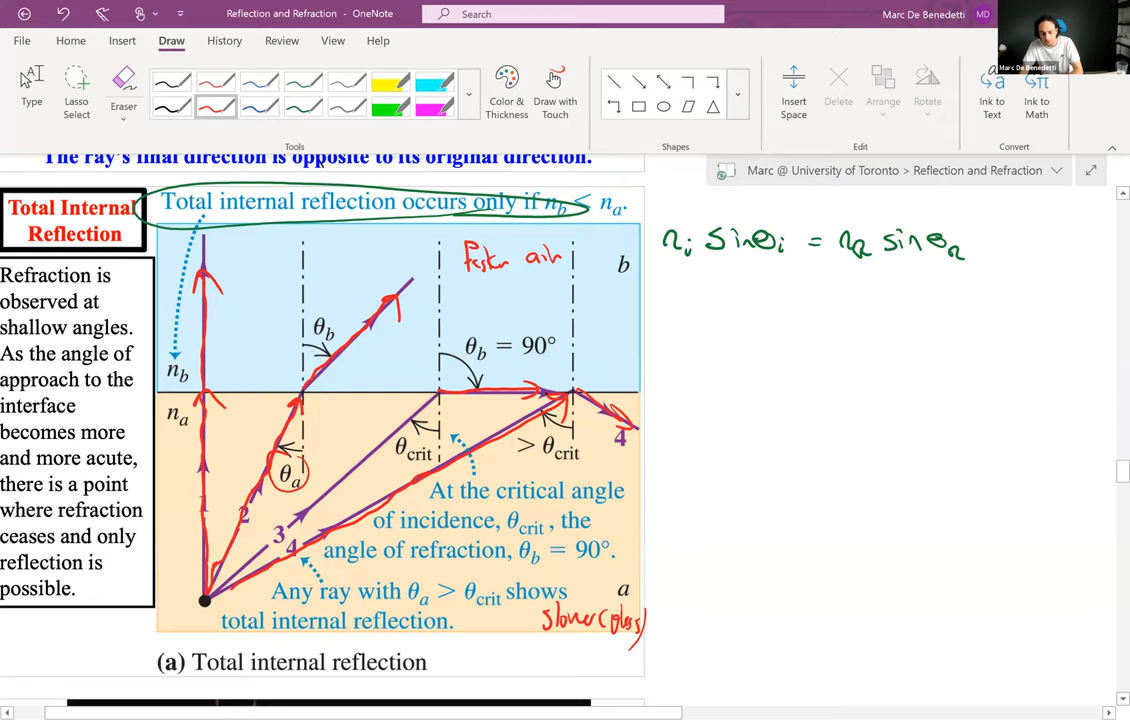 Reflection and Refraction - OneNote
Search
Marc De Benedetti
MD
File
Home
Insert
Draw
History
Review
View
Help
Type
Lasso
Select
Eraser
Color &
Thickness
Draw with
Touch
Insert
Space
Delete
Arrange
Rotate
Ink to
Text
Ink to
Math
Marc De Benedetti
Tools
Shapes
Edit
Convert
The ray's final direction is opposite to its original direction.
Marc @ University of Toronto > Reflection and Refraction
Total Internal
Reflection
Refraction is
observed at
shallow angles.
As the angle of
approach to the
interface
becomes more
and more acute,
there is a point
where refraction
ceases and only
reflection is
possible.
Total internal reflection occurs only if n_b < n_a.
faster air
b
θ_b
θ_b = 90°
n_b
n_a
θ_a
θ_crit
> θ_crit
4
1
2
3
4
At the critical angle
of incidence, θ_crit, the
angle of refraction, θ_b = 90°.
Any ray with θ_a > θ_crit shows
total internal reflection.
a
slower (glass)
(a) Total internal reflection
n_i sinθ_i = n_R sinθ_R